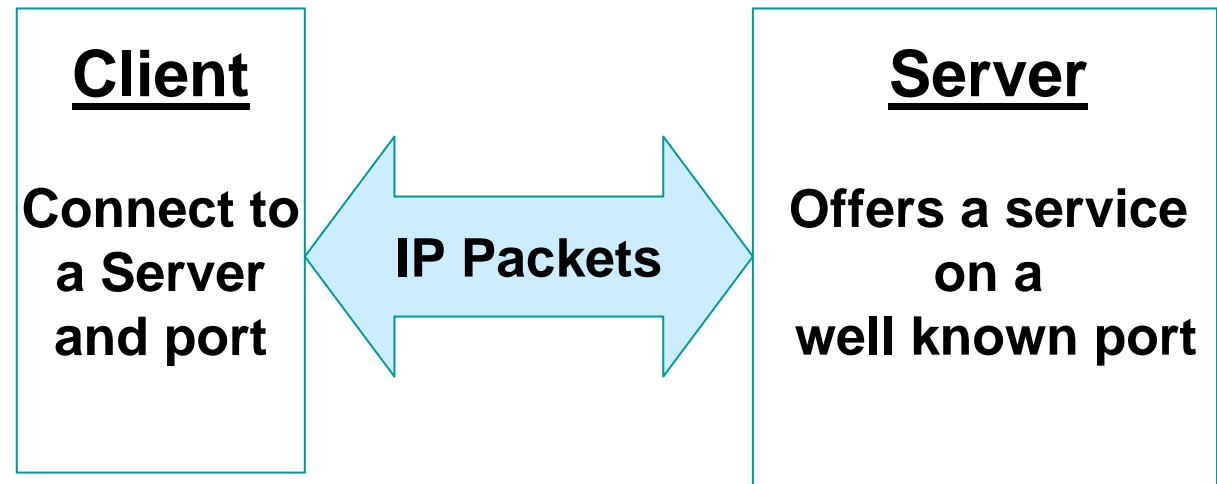 Client
Connect to
a Server
and port
IP Packets
Server
Offers a service
on a
well known port